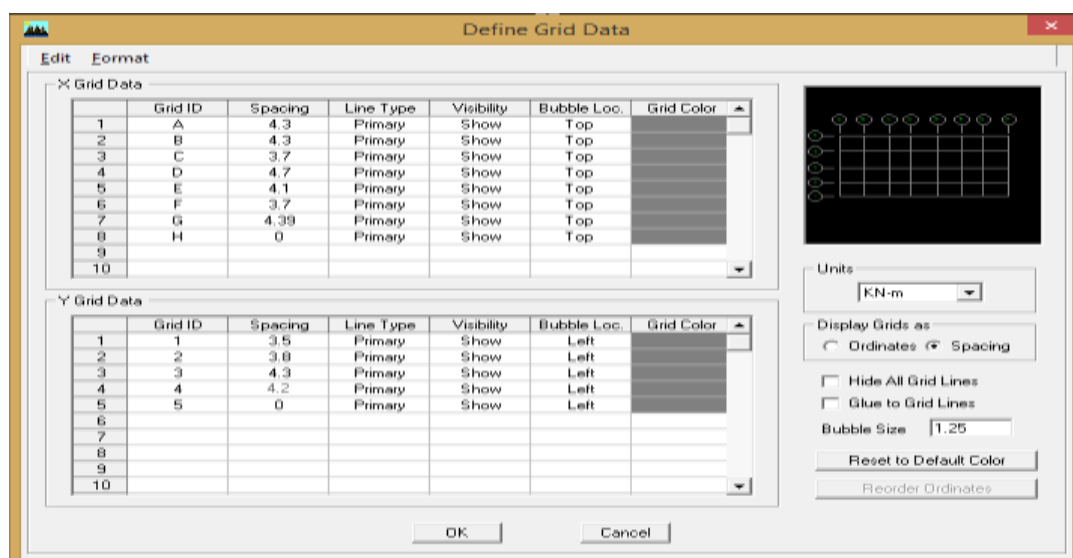 Define Grid Data
Edit Format
X Grid Data
Grid ID Spacing Line Type Visibility Bubble Loc. Grid Color
1 A 4.3 Primary Show Top
2 B 4.3 Primary Show Top
3 C 3.7 Primary Show Top
4 D 4.7 Primary Show Top
5 E 4.1 Primary Show Top
6 F 3.7 Primary Show Top
7 G 4.39 Primary Show Top
8 H 0 Primary Show Top
9
10
Units
KN-m
Y Grid Data
Grid ID Spacing Line Type Visibility Bubble Loc. Grid Color
1 1 3.5 Primary Show Left
2 2 3.8 Primary Show Left
3 3 4.3 Primary Show Left
4 4 4.2 Primary Show Left
5 5 0 Primary Show Left
6
7
8
9
10
Display Grids as
Ordinates Spacing
Hide All Grid Lines
Glue to Grid Lines
Bubble Size 1.25
Reset to Default Color
Reorder Ordinates
OK Cancel